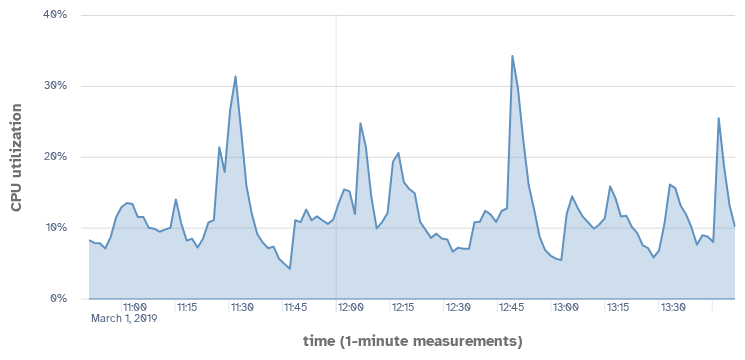 40%
30%
20%
10%
0%
CPU utilization
11:00 11:15 11:30 11:45 12:00 12:15 12:30 12:45 13:00 13:15 13:30
March 1, 2019
time (1-minute measurements)